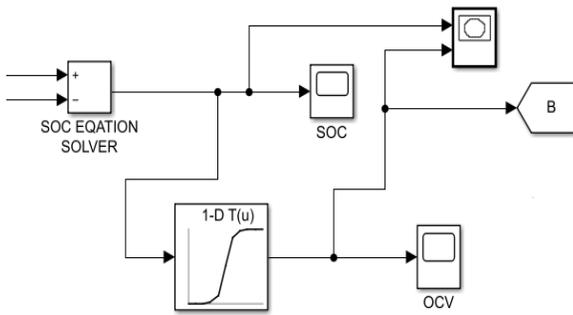 +
−
SOC EQATION
SOLVER
SOC
B
1-D T(u)
OCV